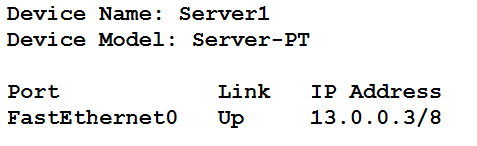 Device Name: Server1
Device Model: Server-PT
Port Link IP Address
FastEthernet0 Up 13.0.0.3/8